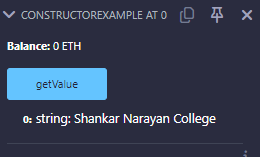 CONSTRUCTOREXAMPLE AT 0
Balance: 0 ETH
getValue
0: string: Shankar Narayan College